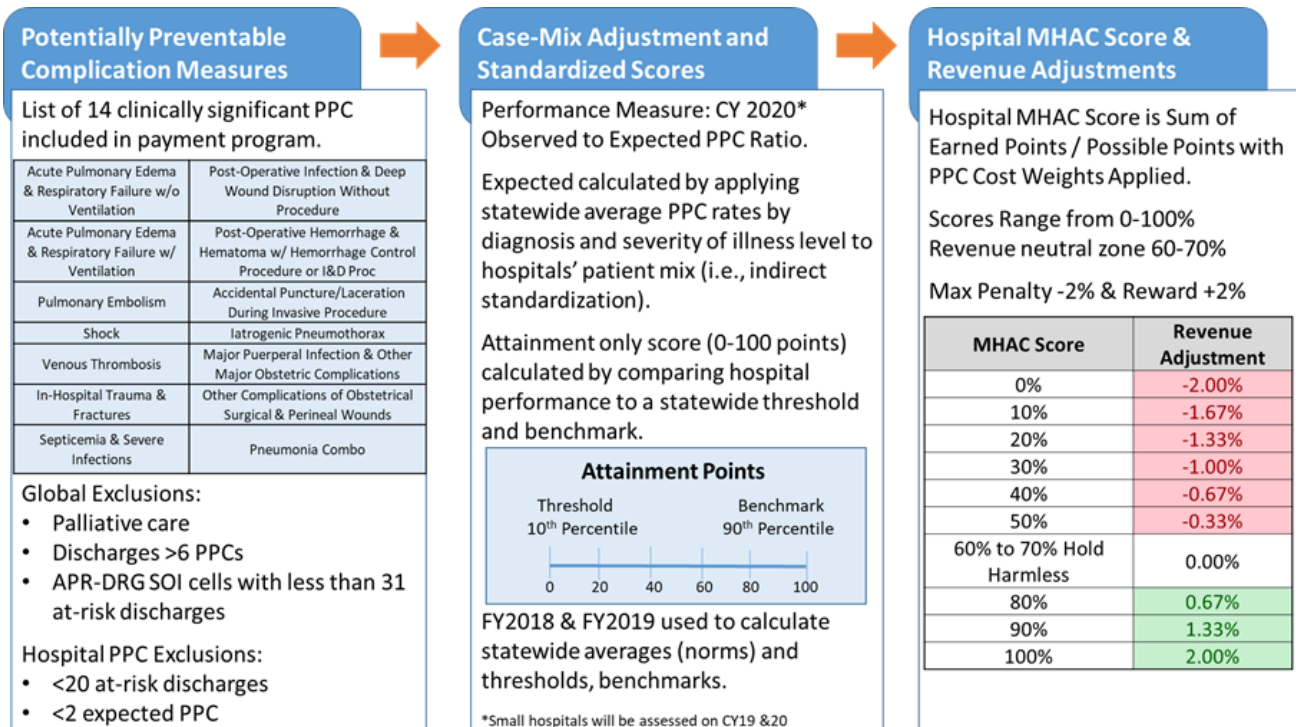 Potentially Preventable
Complication Measures
List of 14 clinically significant PPC
included in payment program.
Acute Pulmonary Edema
& Respiratory Failure w/o
Ventilation
Post-Operative Infection & Deep
Wound Disruption Without
Procedure
Acute Pulmonary Edema
& Respiratory Failure w/
Ventilation
Post-Operative Hemorrhage &
Hematoma w/ Hemorrhage Control
Procedure or I&D Proc
Pulmonary Embolism
Accidental Puncture/Laceration
During Invasive Procedure
Shock
Iatrogenic Pneumothorax
Venous Thrombosis
Major Puerperal Infection & Other
Major Obstetric Complications
In-Hospital Trauma &
Fractures
Other Complications of Obstetrical
Surgical & Perineal Wounds
Septicemia & Severe
Infections
Pneumonia Combo
Global Exclusions:
• Palliative care
• Discharges >6 PPCs
• APR-DRG SOI cells with less than 31
at-risk discharges
Hospital PPC Exclusions:
• <20 at-risk discharges
• <2 expected PPC
Case-Mix Adjustment and
Standardized Scores
Performance Measure: CY 2020*
Observed to Expected PPC Ratio.
Expected calculated by applying
statewide average PPC rates by
diagnosis and severity of illness level to
hospitals' patient mix (i.e., indirect
standardization).
Attainment only score (0-100 points)
calculated by comparing hospital
performance to a statewide threshold
and benchmark.
Attainment Points
Threshold
10th Percentile
Benchmark
90th Percentile
0 20 40 60 80 100
FY2018 & FY2019 used to calculate
statewide averages (norms) and
thresholds, benchmarks.
*Small hospitals will be assessed on CY19 &20
Hospital MHAC Score &
Revenue Adjustments
Hospital MHAC Score is Sum of
Earned Points / Possible Points with
PPC Cost Weights Applied.
Scores Range from 0-100%
Revenue neutral zone 60-70%
Max Penalty -2% & Reward +2%
MHAC Score
Revenue
Adjustment
0% -2.00%
10% -1.67%
20% -1.33%
30% -1.00%
40% -0.67%
50% -0.33%
60% to 70% Hold
Harmless
0.00%
80% 0.67%
90% 1.33%
100% 2.00%